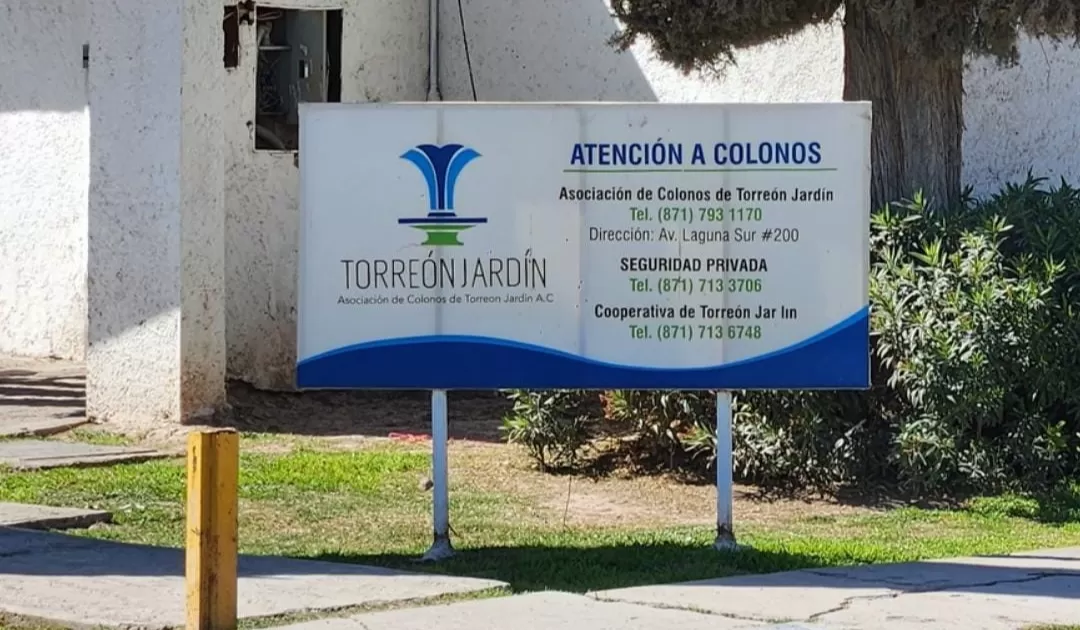 TORREÓN JARDÍN
Asociación de Colonos de Torreon Jardin A.C
ATENCIÓN A COLONOS
Asociación de Colonos de Torreón Jardín
Tel. (871) 793 1170
Dirección: Av. Laguna Sur #200
SEGURIDAD PRIVADA
Tel. (871) 713 3706
Cooperativa de Torreón Jar lın
Tel. (871) 713 6748